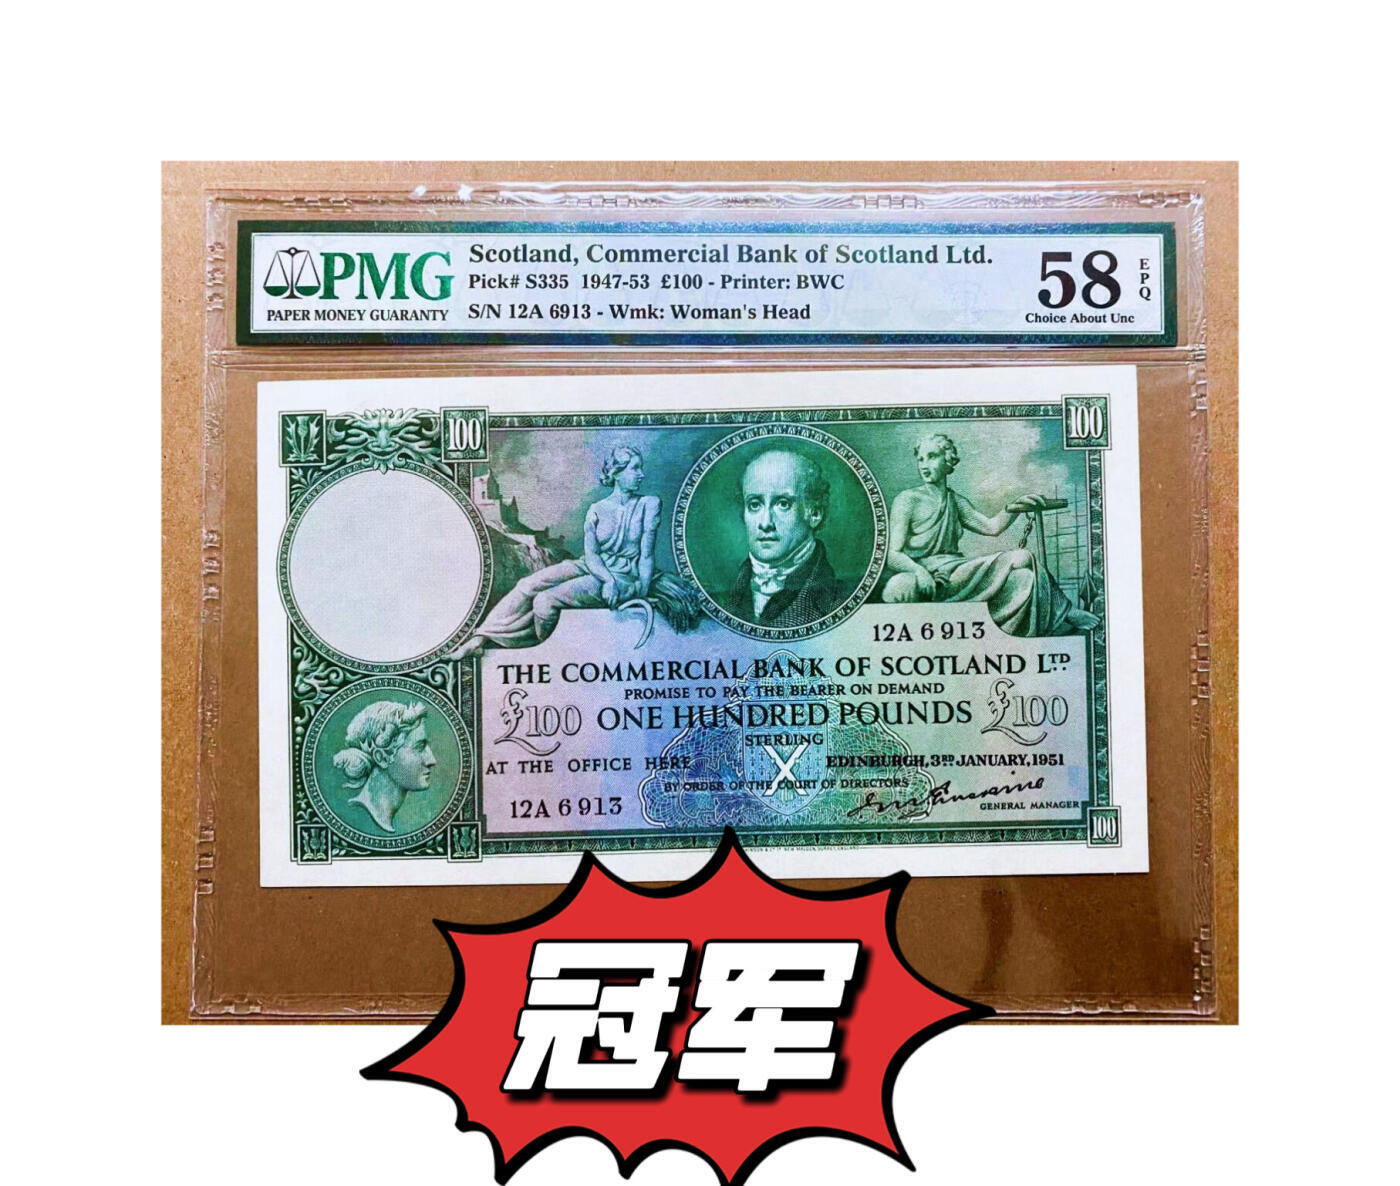 PMG
PAPER MONEY GUARANTY
Scotland, Commercial Bank of Scotland Ltd.
Pick# S335 1947-53 £100 - Printer: BWC
S/N 12A 6913 - Wmk: Woman's Head
58
EPQ
Choice About Unc
100
100
12A 6913
THE COMMERCIAL BANK OF SCOTLAND LTD.
PROMISE TO PAY THE BEARER ON DEMAND
£100 ONE HUNDRED POUNDS £100
STERLING
AT THE OFFICE HERE
EDINBURGH, 3RD JANUARY, 1951
BY ORDER OF THE COURT OF DIRECTORS
12A 6913
GENERAL MANAGER
100
100
冠军